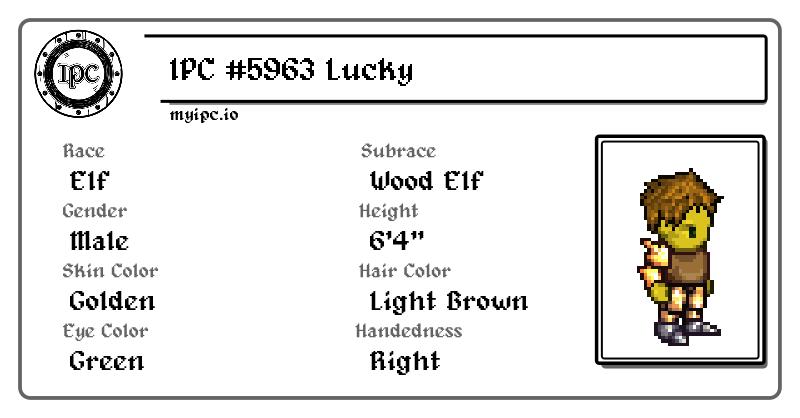 IPC
IPC #5963 Lucky
myipc.io
Race
Elf
Subrace
Wood Elf
Gender
Male
Height
6'4"
Skin Color
Golden
Hair Color
Light Brown
Eye Color
Green
Handedness
Right